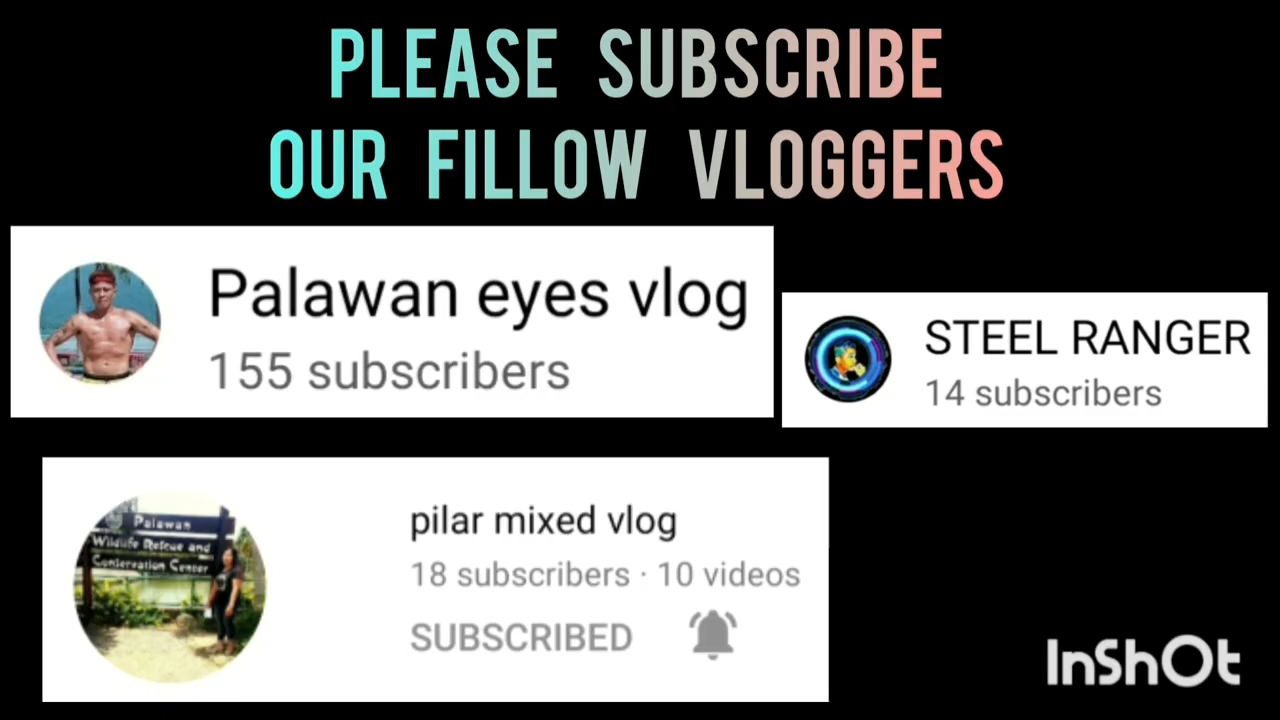 PLEASE SUBSCRIBE
OUR FILLOW VLOGGERS
Palawan eyes vlog
155 subscribers
STEEL RANGER
14 subscribers
Palawan
Wildlife Rescue and
Conservation Center
pilar mixed vlog
18 subscribers · 10 videos
SUBSCRIBED
InShOt